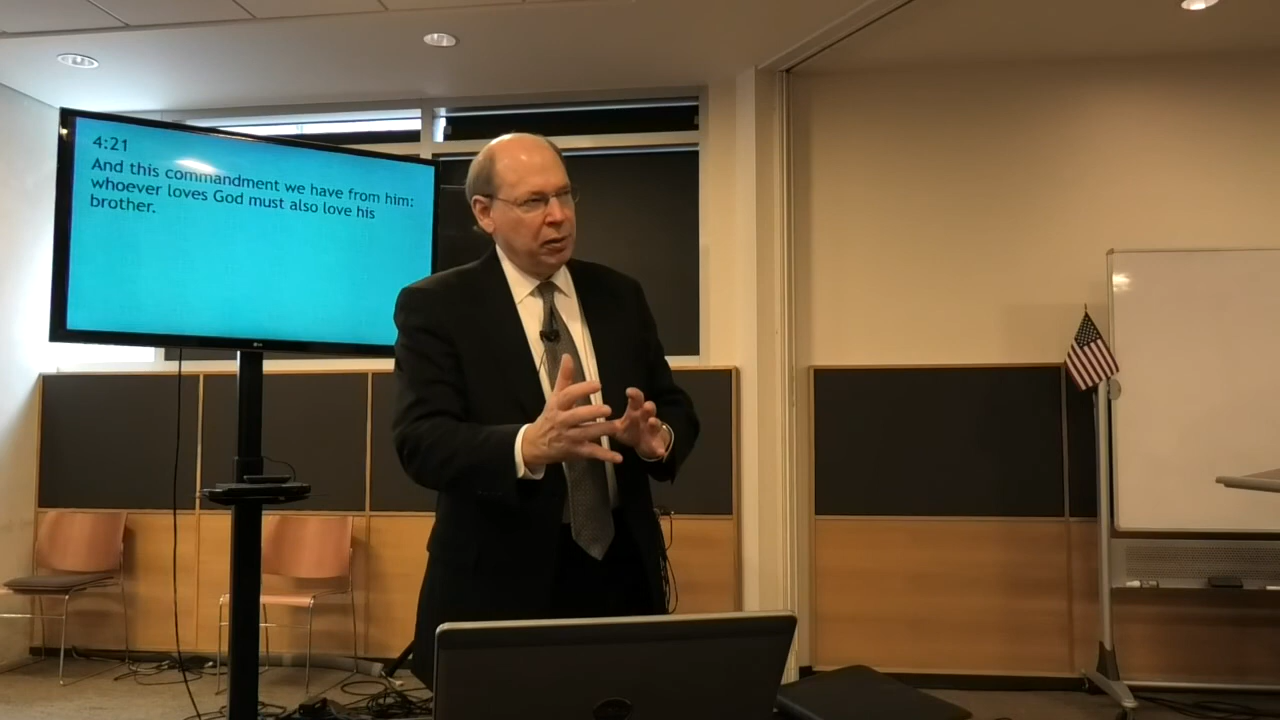 4:21
And this commandment we have from him:
whoever loves God must also love his
brother.